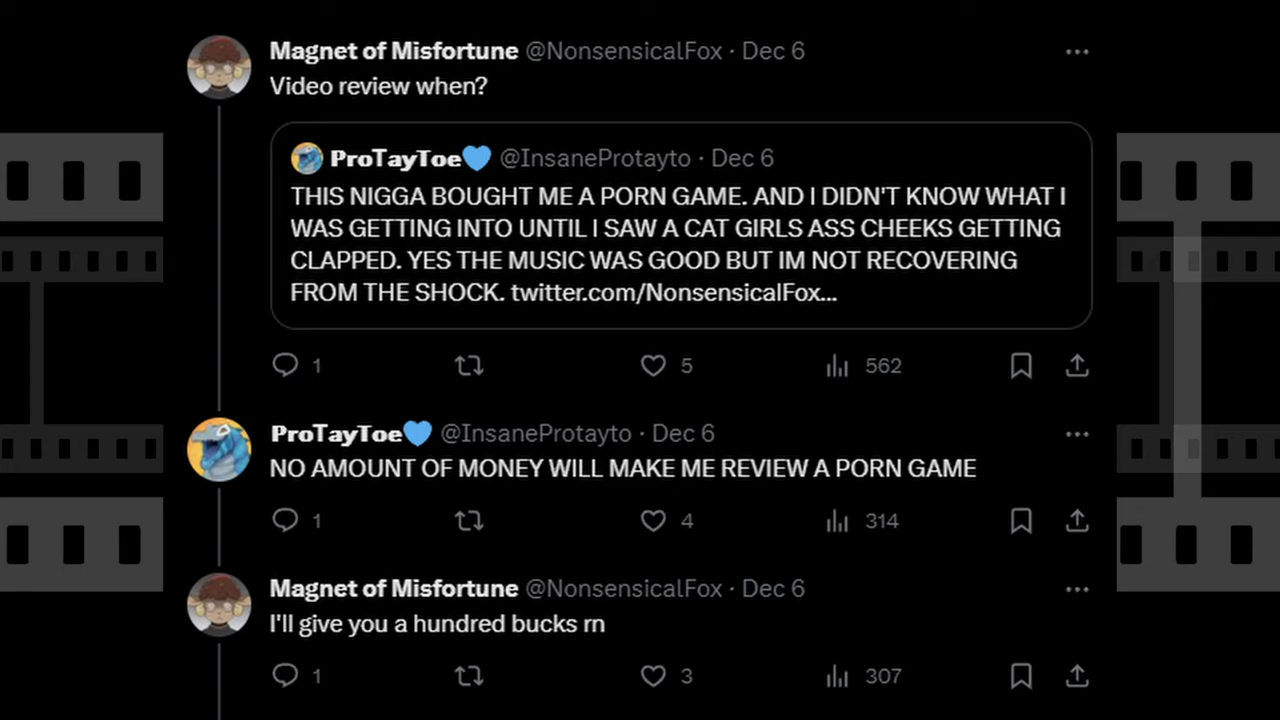 Magnet of Misfortune @NonsensicalFox · Dec 6
Video review when?
ProTayToe💙 @InsaneProtayto · Dec 6
THIS NIGGA BOUGHT ME A PORN GAME. AND I DIDN'T KNOW WHAT I
WAS GETTING INTO UNTIL I SAW A CAT GIRLS ASS CHEEKS GETTING
CLAPPED. YES THE MUSIC WAS GOOD BUT IM NOT RECOVERING
FROM THE SHOCK. twitter.com/NonsensicalFox...
1 5 562
ProTayToe💙 @InsaneProtayto · Dec 6
NO AMOUNT OF MONEY WILL MAKE ME REVIEW A PORN GAME
1 4 314
Magnet of Misfortune @NonsensicalFox · Dec 6
I'll give you a hundred bucks rn
1 3 307